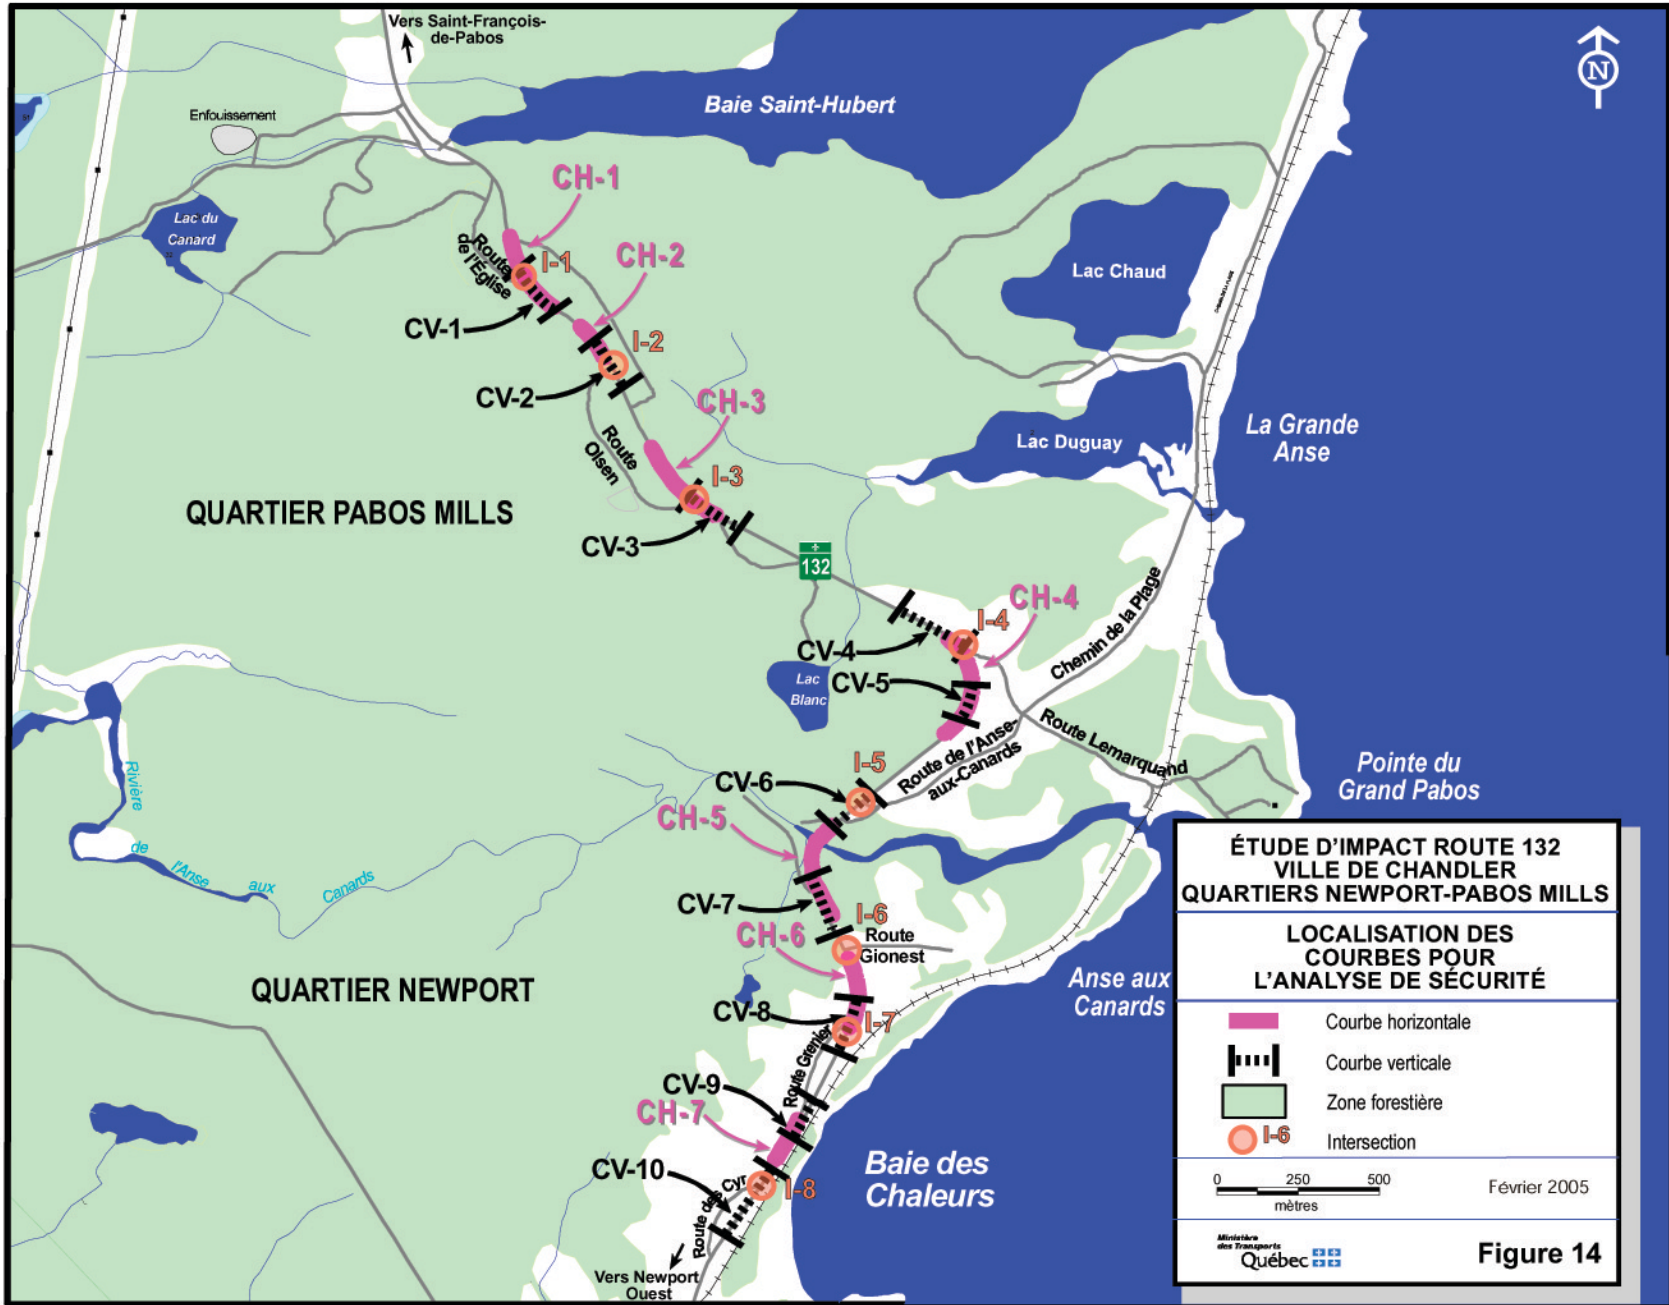 Vers Saint-François-
de-Pabos
N
Baie Saint-Hubert
Enfouissement
CH-1
Lac du
Canard
Route
de l'Église
I-1
CH-2
Lac Chaud
CV-1
I-2
CV-2
CH-3
La Grande
Anse
Lac Duguay
Route
Olsen
I-3
QUARTIER PABOS MILLS
CV-3
132
Chemin de la Plage
CH-4
I-4
CV-4
Lac
Blanc
CV-5
Route de l'Anse-
aux-Canards
Route Lemarquand
Pointe du
Grand Pabos
I-5
CV-6
CH-5
Rivière
de
l'Anse
aux
Canards
CV-7
I-6
CH-6
Route
Gionest
QUARTIER NEWPORT
Anse aux
Canards
CV-8
I-7
Route Grenier
CV-9
CH-7
Baie des
Chaleurs
CV-10
I-8
Route des Cyr
Vers Newport
Ouest
ÉTUDE D'IMPACT ROUTE 132
VILLE DE CHANDLER
QUARTIERS NEWPORT-PABOS MILLS
LOCALISATION DES
COURBES POUR
L'ANALYSE DE SÉCURITÉ
Courbe horizontale
Courbe verticale
Zone forestière
I-6 Intersection
0 250 500
mètres
Février 2005
Ministère
des Transports
Québec
Figure 14